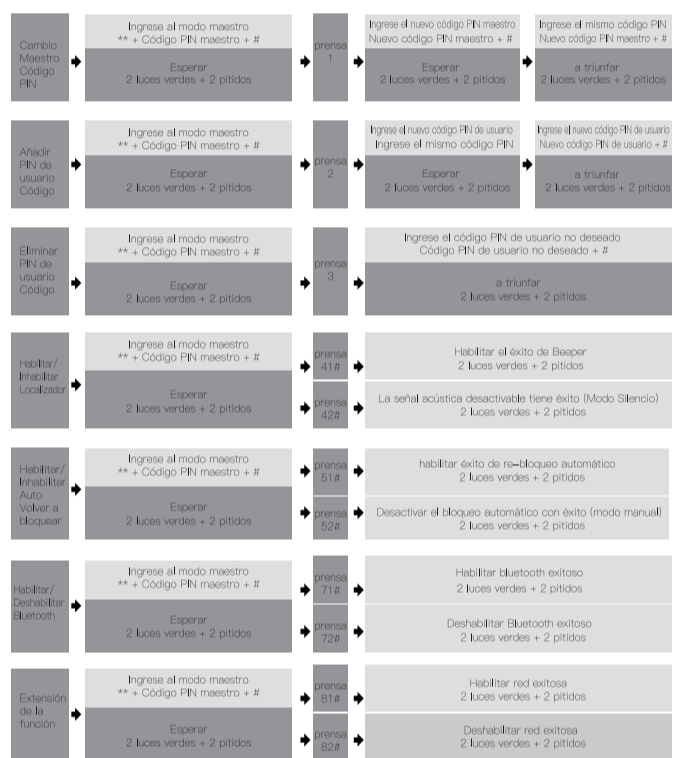 Cambio
Maestro
Código
PIN
Ingrese al modo maestro
** + Código PIN maestro + #
Esperar
2 luces verdes + 2 pitidos
prensa
1
Ingrese el nuevo código PIN maestro
Nuevo código PIN maestro + #
Esperar
2 luces verdes + 2 pitidos
Ingrese el mismo código PIN
Nuevo código PIN maestro + #
a triunfar
2 luces verdes + 2 pitidos
Añadir
PIN de
usuario
Código
Ingrese al modo maestro
** + Código PIN maestro + #
Esperar
2 luces verdes + 2 pitidos
prensa
2
Ingrese el nuevo código PIN de usuario
Ingrese el mismo código PIN
Esperar
2 luces verdes + 2 pitidos
Ingrese el nuevo código PIN de usuario
Nuevo código PIN de usuario + #
a triunfar
2 luces verdes + 2 pitidos
Eliminar
PIN de
usuario
Código
Ingrese al modo maestro
** + Código PIN maestro + #
Esperar
2 luces verdes + 2 pitidos
prensa
3
Ingrese el código PIN de usuario no deseado
Código PIN de usuario no deseado + #
a triunfar
2 luces verdes + 2 pitidos
Habilitar/
Inhabilitar
Localizador
Ingrese al modo maestro
** + Código PIN maestro + #
Esperar
2 luces verdes + 2 pitidos
prensa
41#
Habilitar el éxito de Beeper
2 luces verdes + 2 pitidos
prensa
42#
La señal acústica desactivable tiene éxito (Modo Silencio)
2 luces verdes + 2 pitidos
Habilitar/
Inhabilitar
Auto
Volver a
bloquear
Ingrese al modo maestro
** + Código PIN maestro + #
Esperar
2 luces verdes + 2 pitidos
prensa
51#
habilitar éxito de re-bloqueo automático
2 luces verdes + 2 pitidos
prensa
52#
Desactivar el bloqueo automático con éxito (modo manual)
2 luces verdes + 2 pitidos
Habilitar/
Deshabilitar
Bluetooth
Ingrese al modo maestro
** + Código PIN maestro + #
Esperar
2 luces verdes + 2 pitidos
prensa
71#
Habilitar bluetooth exitoso
2 luces verdes + 2 pitidos
prensa
72#
Deshabilitar Bluetooth exitoso
2 luces verdes + 2 pitidos
Extensión
de la
función
Ingrese al modo maestro
** + Código PIN maestro + #
Esperar
2 luces verdes + 2 pitidos
prensa
81#
Habilitar red exitosa
2 luces verdes + 2 pitidos
prensa
82#
Deshabilitar red exitosa
2 luces verdes + 2 pitidos